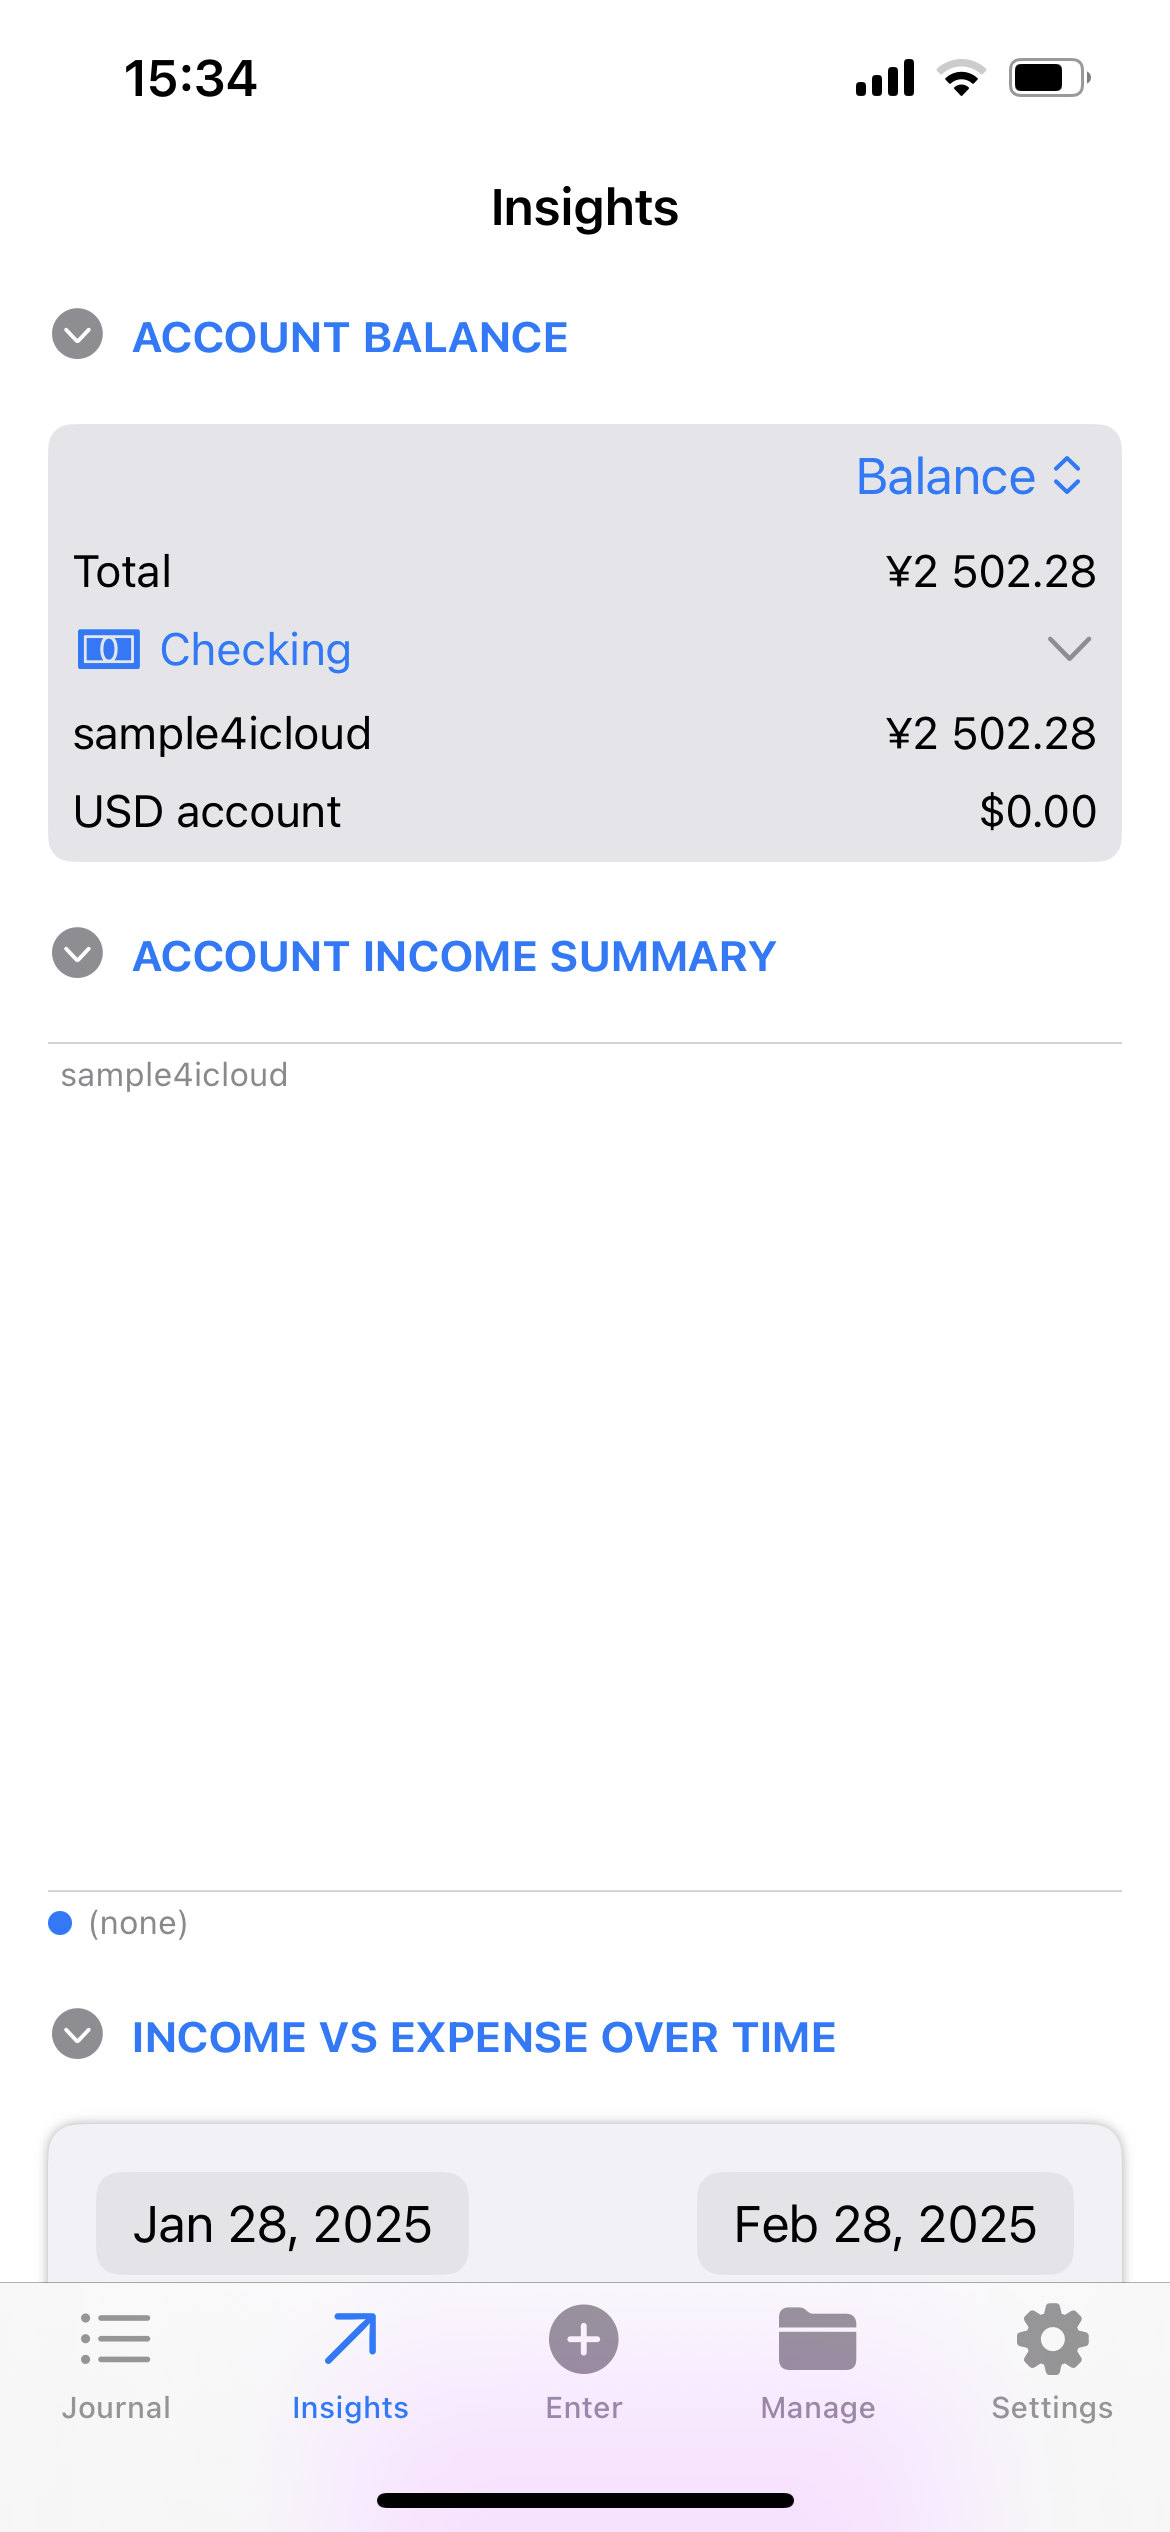 15:34
Insights
ACCOUNT BALANCE
Balance
Total ¥2 502.28
Checking
sample4icloud ¥2 502.28
USD account $0.00
ACCOUNT INCOME SUMMARY
sample4icloud
(none)
INCOME VS EXPENSE OVER TIME
Jan 28, 2025 Feb 28, 2025
Journal Insights Enter Manage Settings